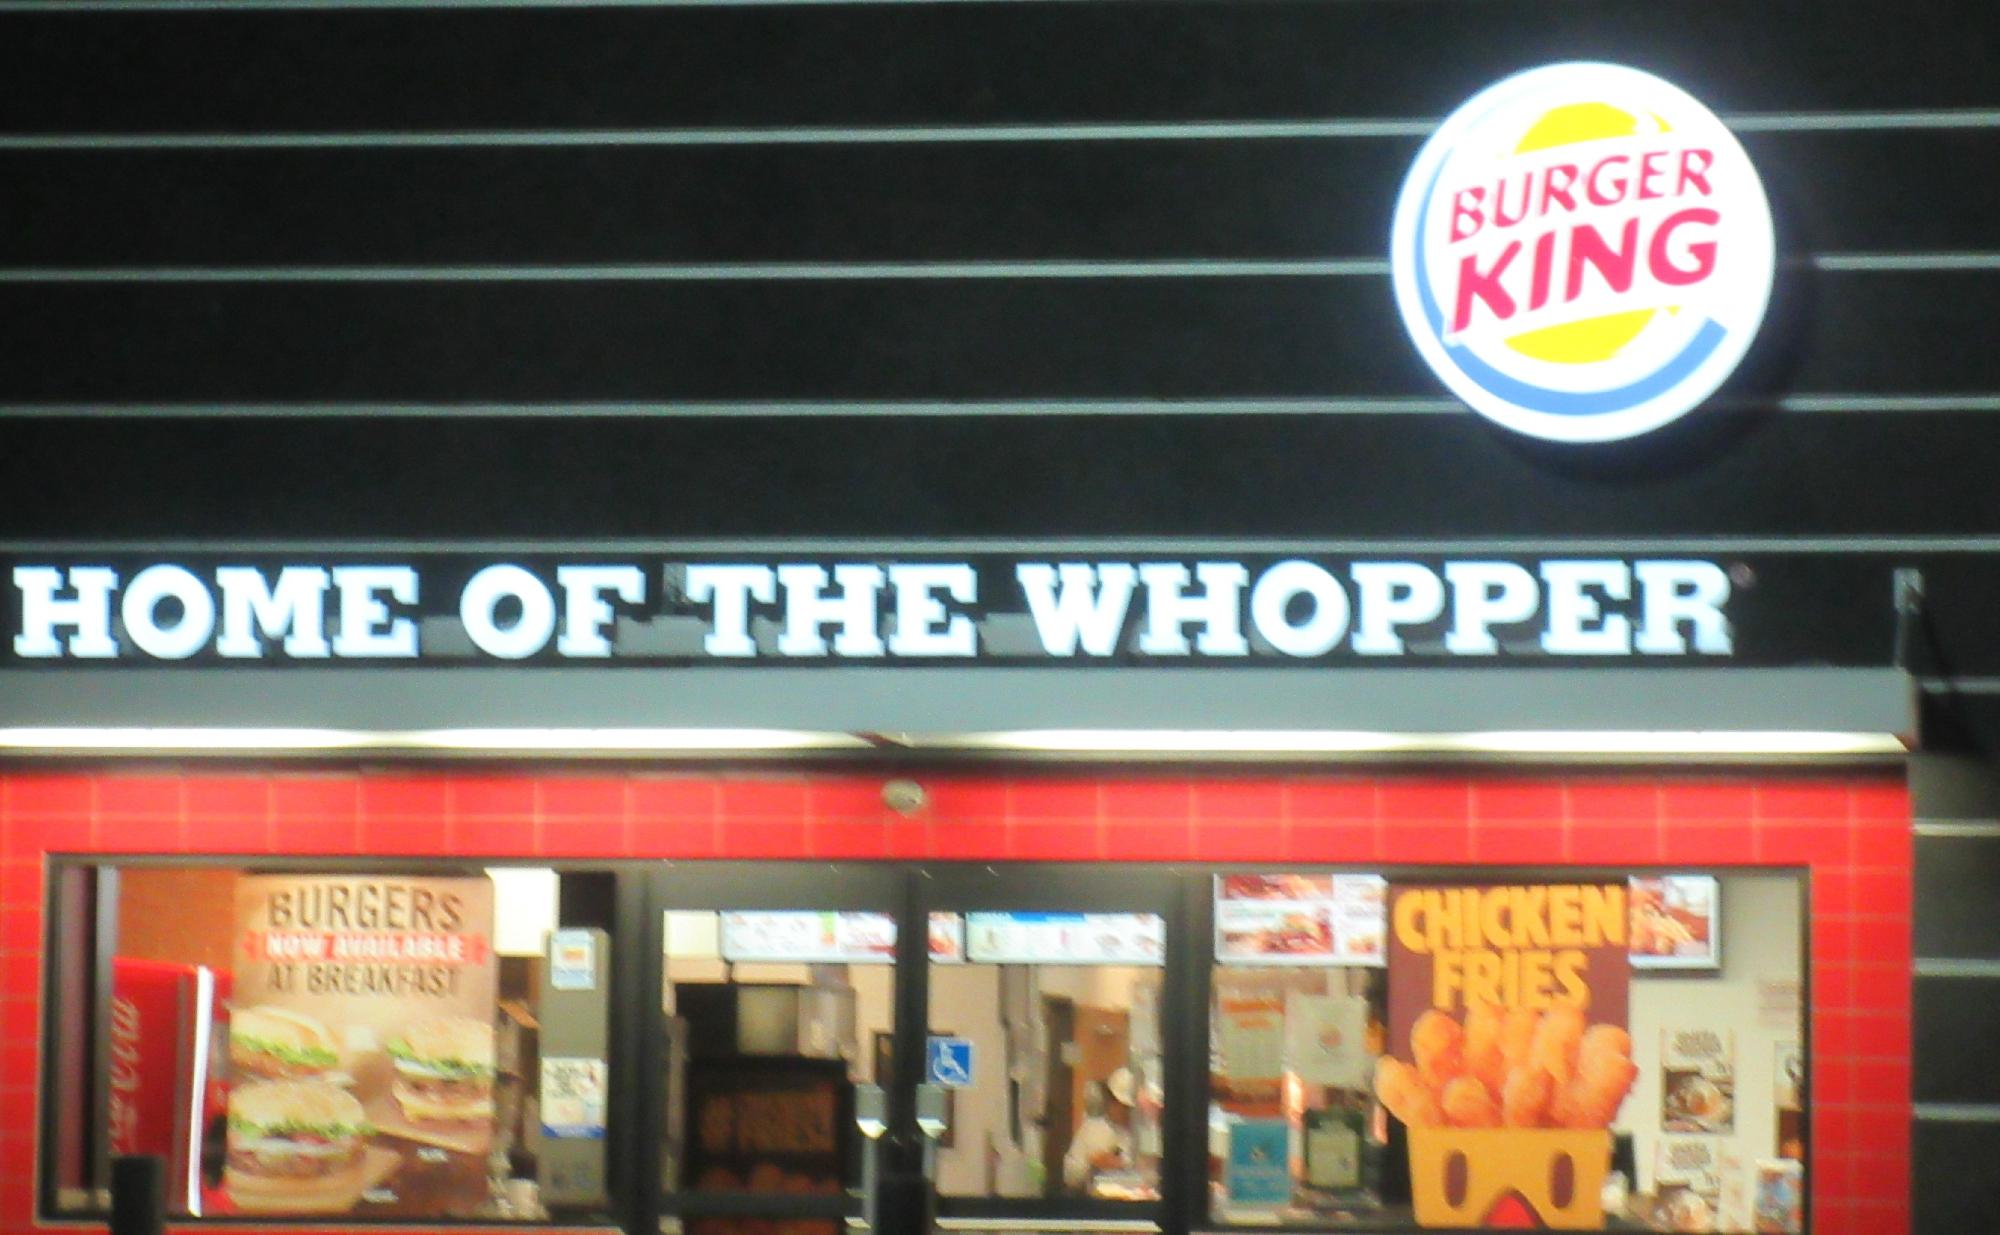 BURGER
KING
HOME OF THE WHOPPER
BURGERS
NOW AVAILABLE
AT BREAKFAST
CHICKEN
FRIES